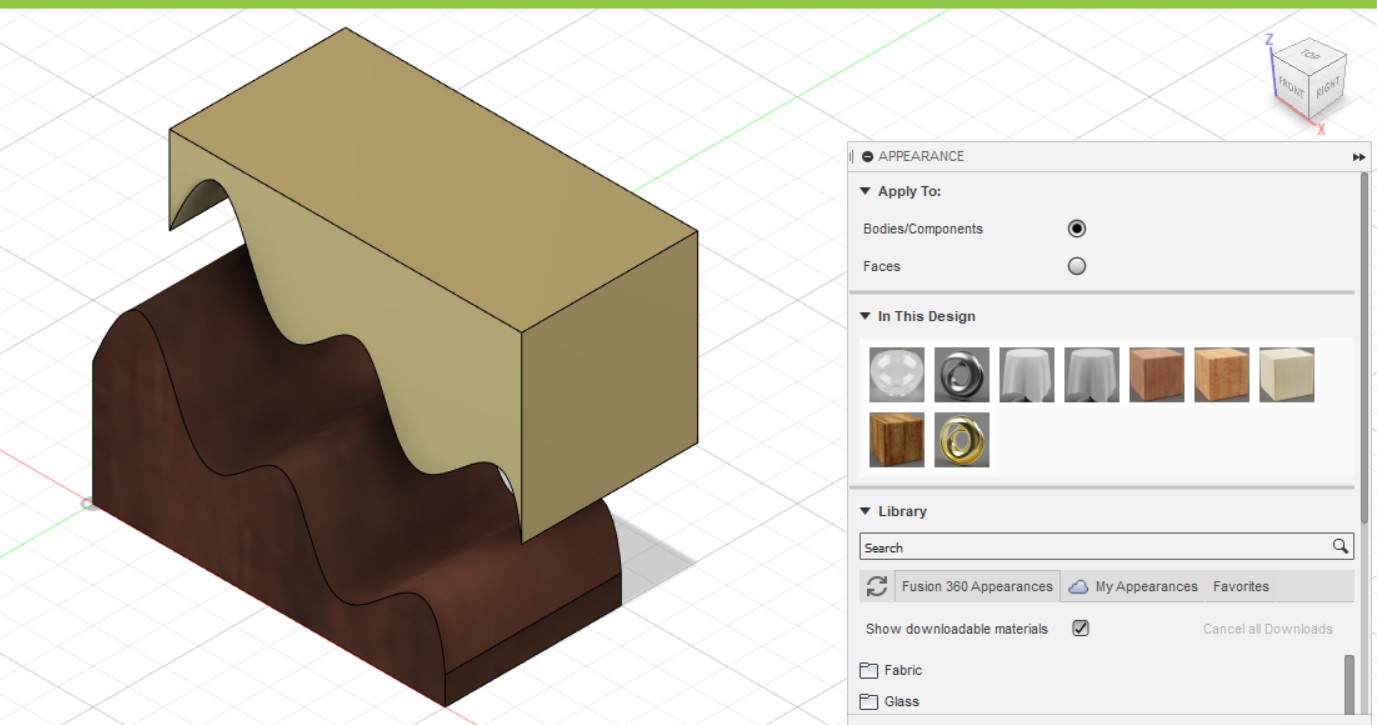 Z
TOP
FRONT
RIGHT
X
APPEARANCE
Apply To:
Bodies/Components
Faces
In This Design
Library
Search
Fusion 360 Appearances My Appearances Favorites
Show downloadable materials Cancel all Downloads
Fabric
Glass